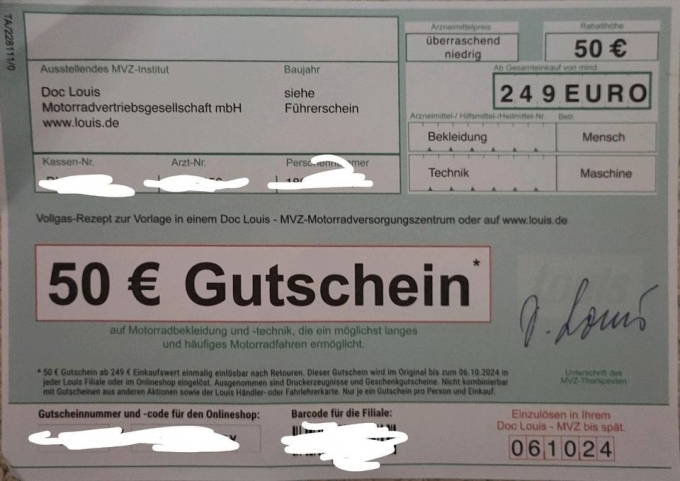 TA/228111/0
Arzneimittelpreis
überraschend
niedrig
Rabatthöhe
50 €
Ab Gesamteinkauf von mind.
249 EURO
Ausstellendes MVZ-Institut
Baujahr
Doc Louis
Motorradvertriebsgesellschaft mbH
www.louis.de
siehe
Führerschein
Arzneimittel-/ Hilfsmittel-/Heilmittel-Nr.
Betr.
Bekleidung
Mensch
Technik
Maschine
Kassen-Nr.
Arzt-Nr.
Vollgas-Rezept zur Vorlage in einem Doc Louis - MVZ-Motorradversorgungszentrum oder auf www.louis.de
50 € Gutschein*
auf Motorradbekleidung und -technik, die ein möglichst langes
und häufiges Motorradfahren ermöglicht.
D. Louis
Unterschrift des
MVZ-Therapeuten
* 50 € Gutschein ab 249 € Einkaufswert einmalig einlösbar nach Retouren. Dieser Gutschein wird im Original bis zum 06.10.2024 in
jeder Louis Filiale oder im Onlineshop eingelöst. Ausgenommen sind Druckerzeugnisse und Geschenkgutscheine. Nicht kombinierbar
mit Gutscheinen aus anderen Aktionen sowie der Louis Händler- oder Fahrlehrerkarte. Nur je ein Gutschein pro Person und Einkauf.
Gutscheinnummer und -code für den Onlineshop:
Barcode für die Filiale:
Einzulösen in Ihrem
Doc Louis - MVZ bis spät.
061024